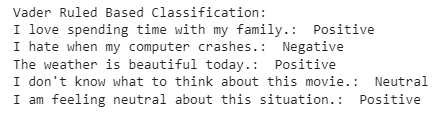 Vader Ruled Based Classification:
I love spending time with my family.:  Positive
I hate when my computer crashes.:  Negative
The weather is beautiful today.:  Positive
I don't know what to think about this movie.:  Neutral
I am feeling neutral about this situation.:  Positive